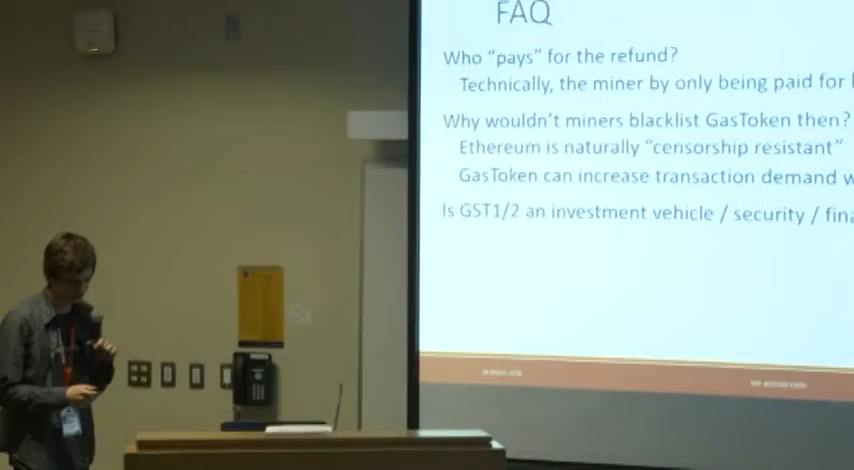 FAQ
Who “pays” for the refund?
Technically, the miner by only being paid for
Why wouldn’t miners blacklist GasToken then?
Ethereum is naturally “censorship resistant”
GasToken can increase transaction demand
Is GST1/2 an investment vehicle / security /